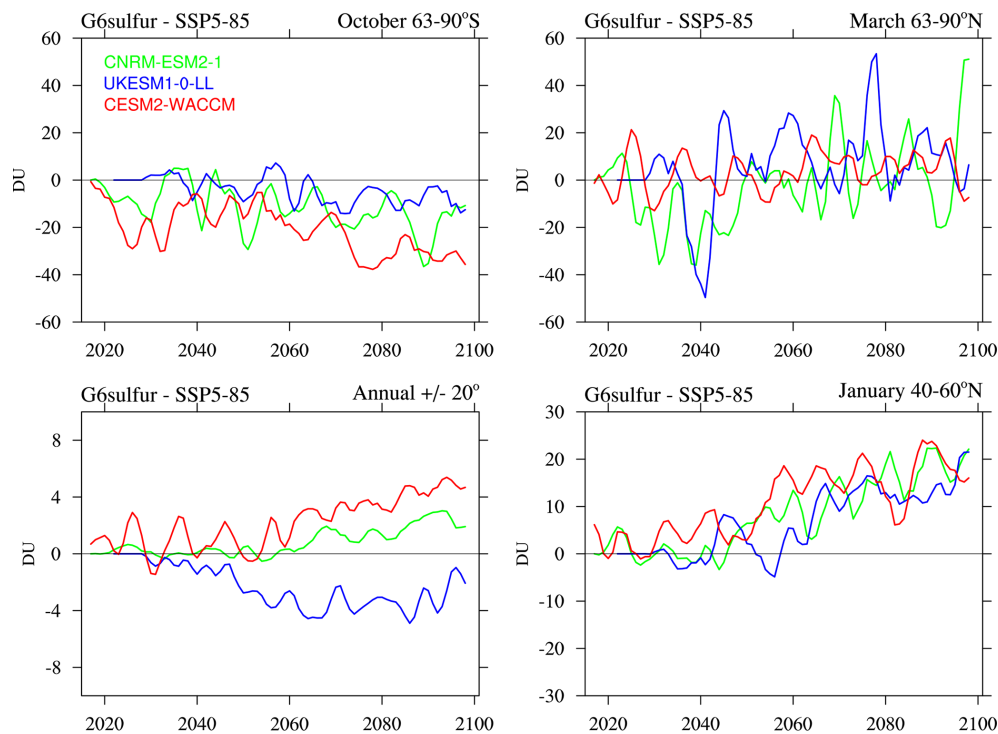 G6sulfur - SSP5-85 October 63-90°S
60
CNRM-ESM2-1
UKESM1-0-LL
CESM2-WACCM
40
20
0
-20
-40
-60
DU
2020 2040 2060 2080 2100
G6sulfur - SSP5-85 March 63-90°N
60
40
20
0
-20
-40
-60
DU
2020 2040 2060 2080 2100
G6sulfur - SSP5-85 Annual +/- 20°
8
4
0
-4
-8
DU
2020 2040 2060 2080 2100
G6sulfur - SSP5-85 January 40-60°N
30
20
10
0
-10
-20
-30
DU
2020 2040 2060 2080 2100